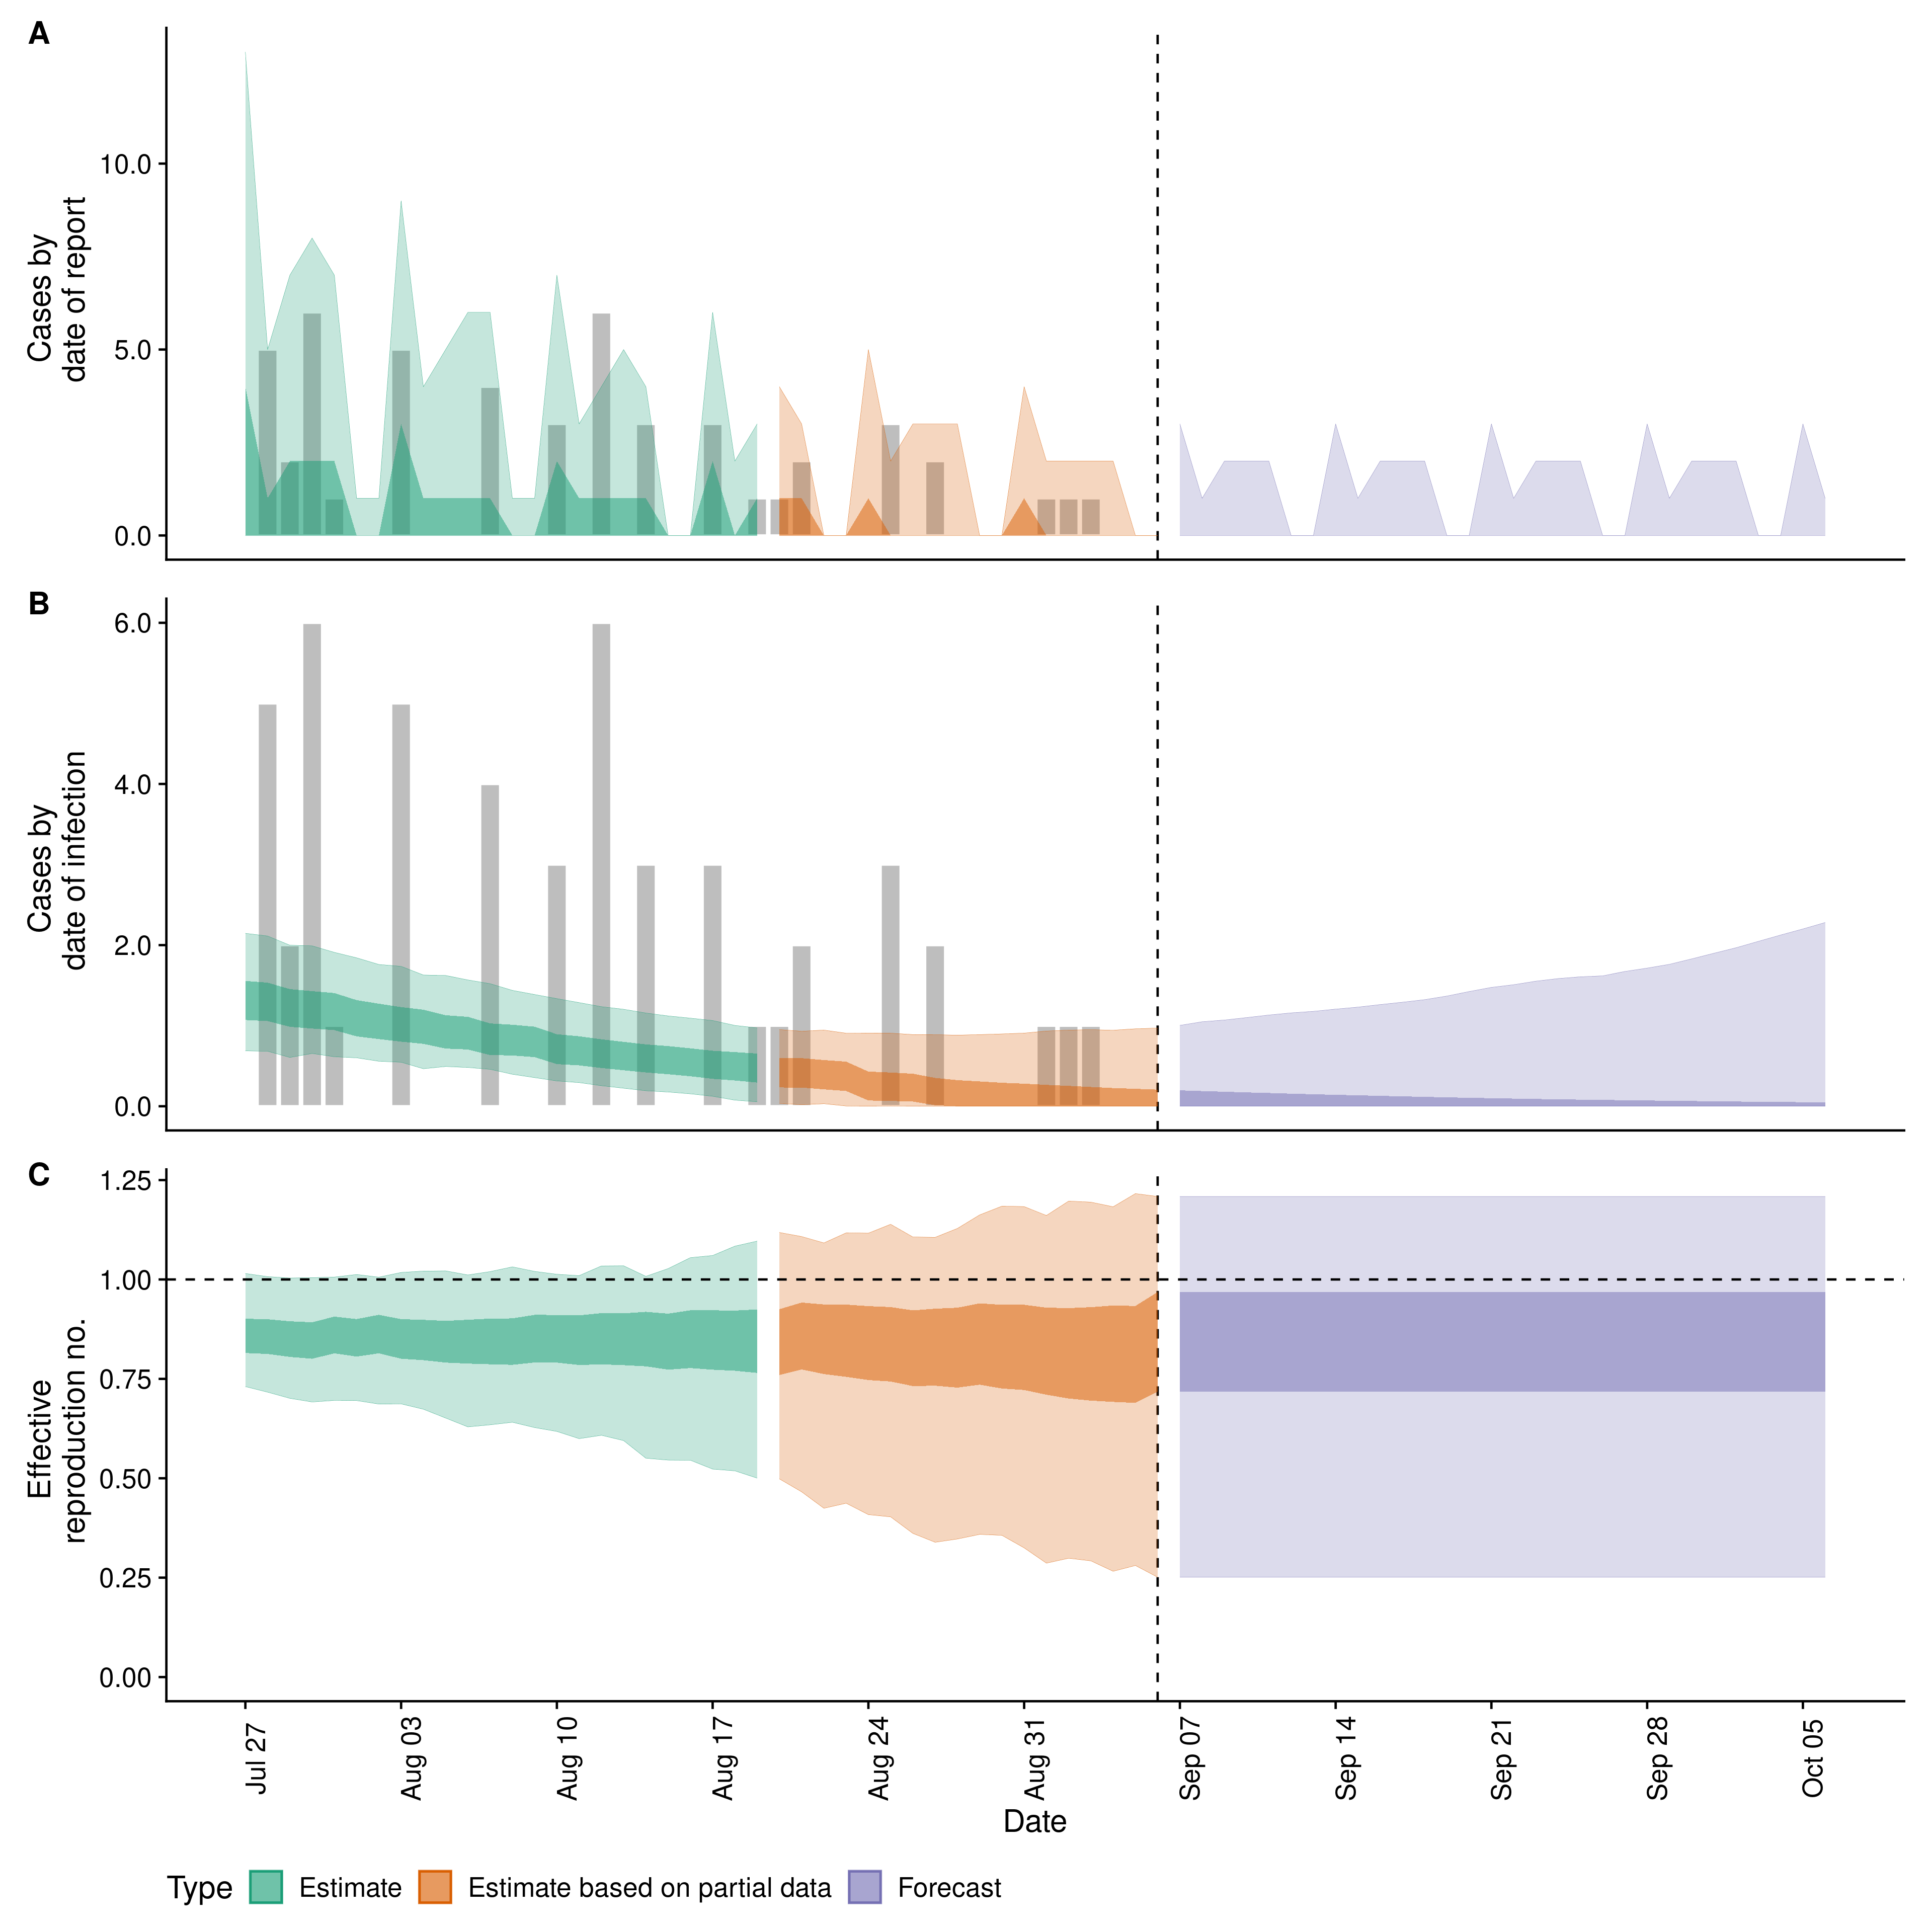 A
Cases by
date of report
10.0
5.0
0.0
B
Cases by
date of infection
6.0
4.0
2.0
0.0
C
Effective
reproduction no.
1.25
1.00
0.75
0.50
0.25
0.00
Jul 27
Aug 03
Aug 10
Aug 17
Aug 24
Aug 31
Sep 07
Sep 14
Sep 21
Sep 28
Oct 05
Date
Type Estimate Estimate based on partial data Forecast